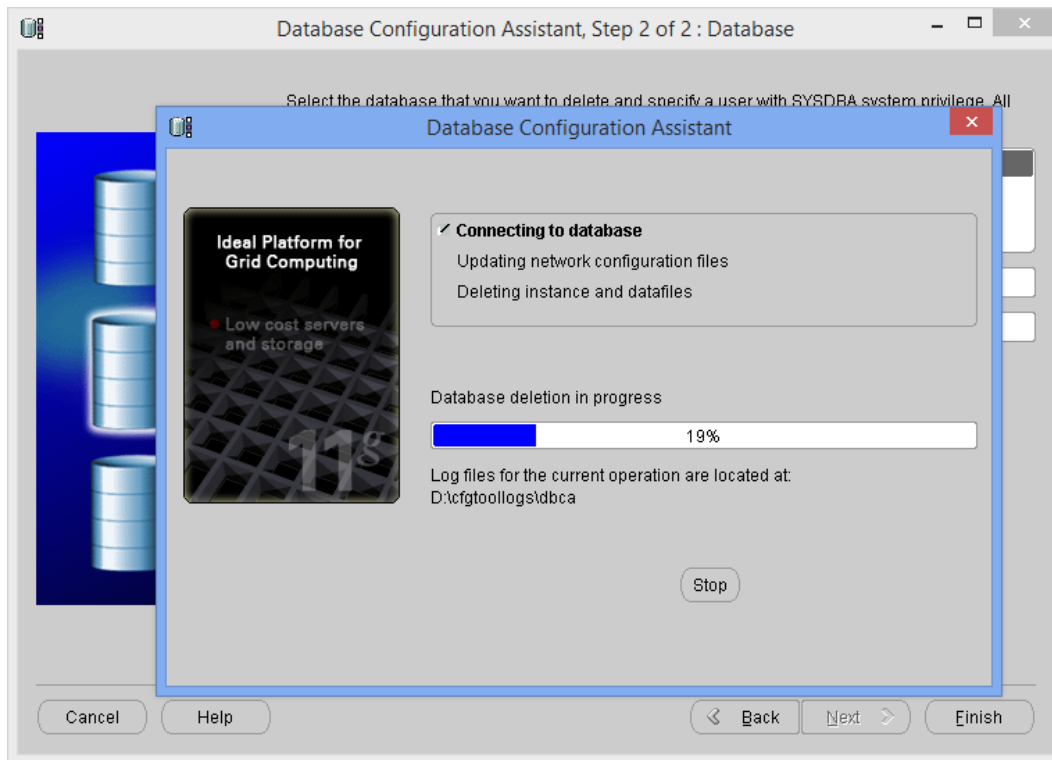 Database Configuration Assistant, Step 2 of 2 : Database
Select the database that you want to delete and specify a user with SYSDBA system privilege. All
Database Configuration Assistant
Ideal Platform for
Grid Computing
Low cost servers
and storage
11g
Connecting to database
Updating network configuration files
Deleting instance and datafiles
Database deletion in progress
19%
Log files for the current operation are located at:
D:\cfgtoollogs\dbca
Stop
Cancel
Help
Back
Next
Finish